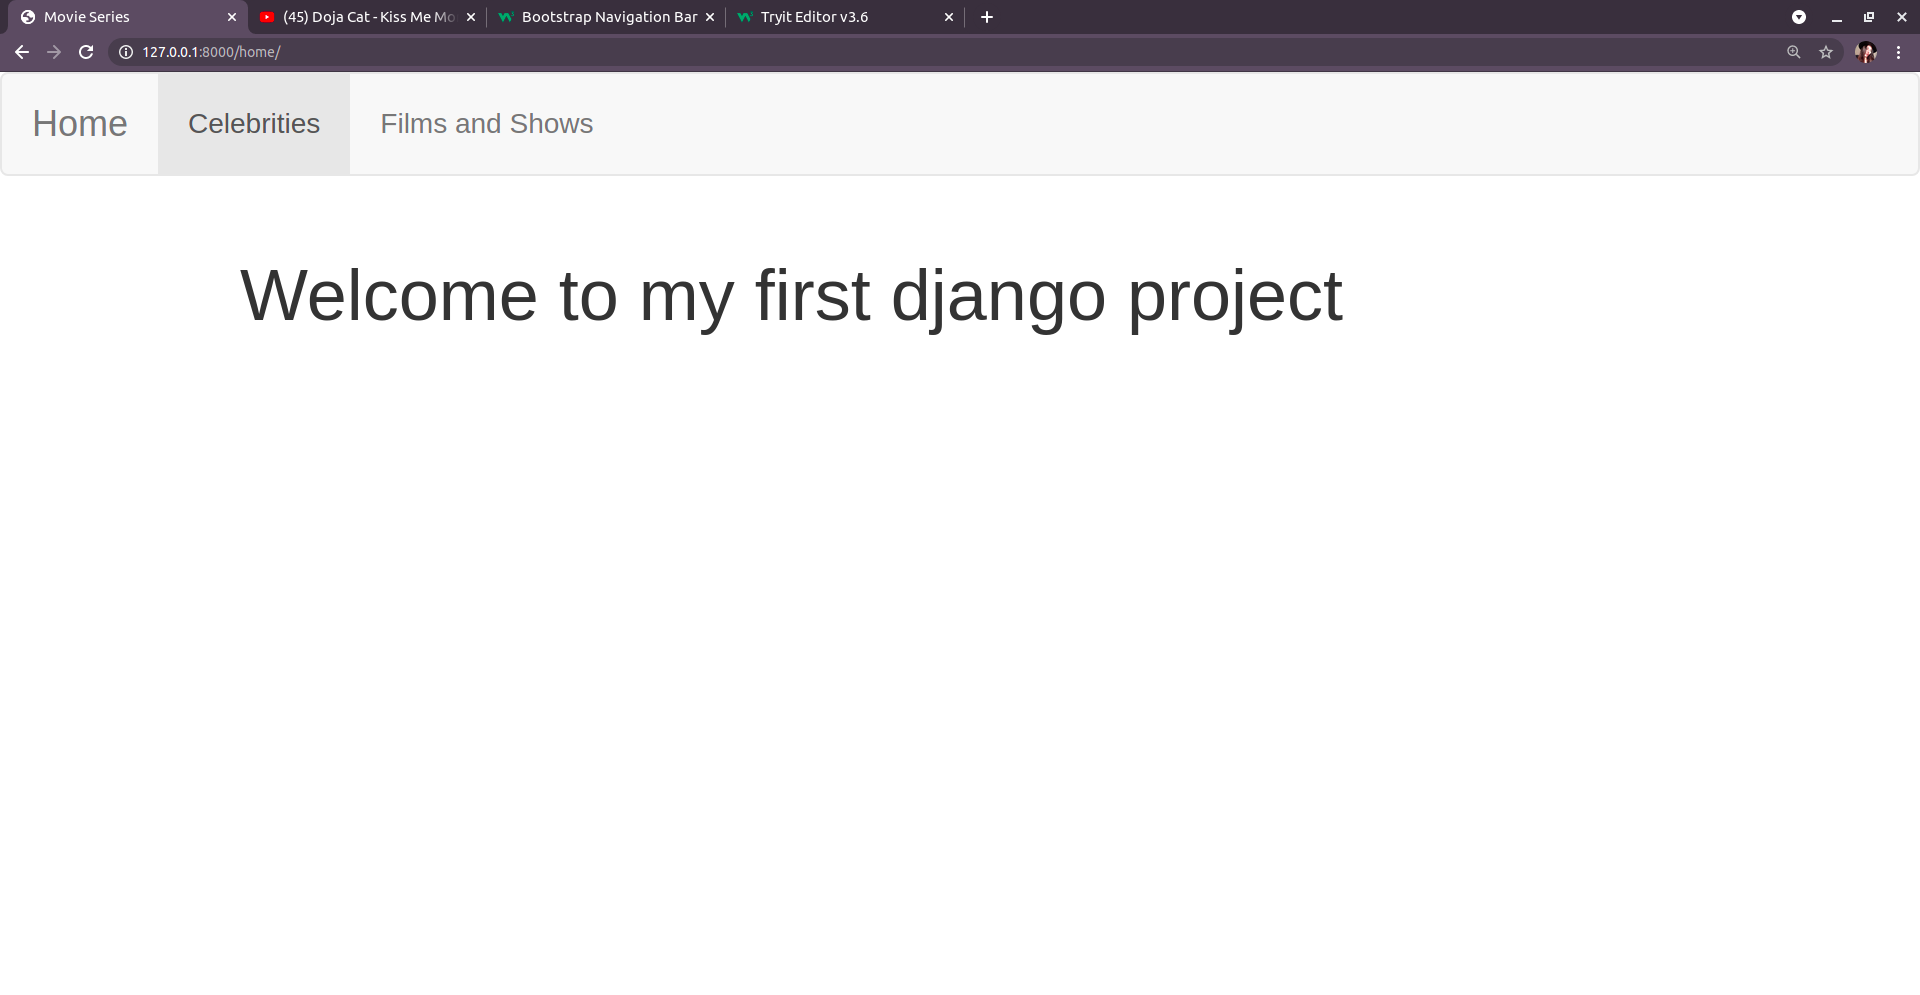 Movie Series
(45) Doja Cat - Kiss Me Mo
Bootstrap Navigation Bar
Tryit Editor v3.6
127.0.0.1:8000/home/
Home
Celebrities
Films and Shows
Welcome to my first django project